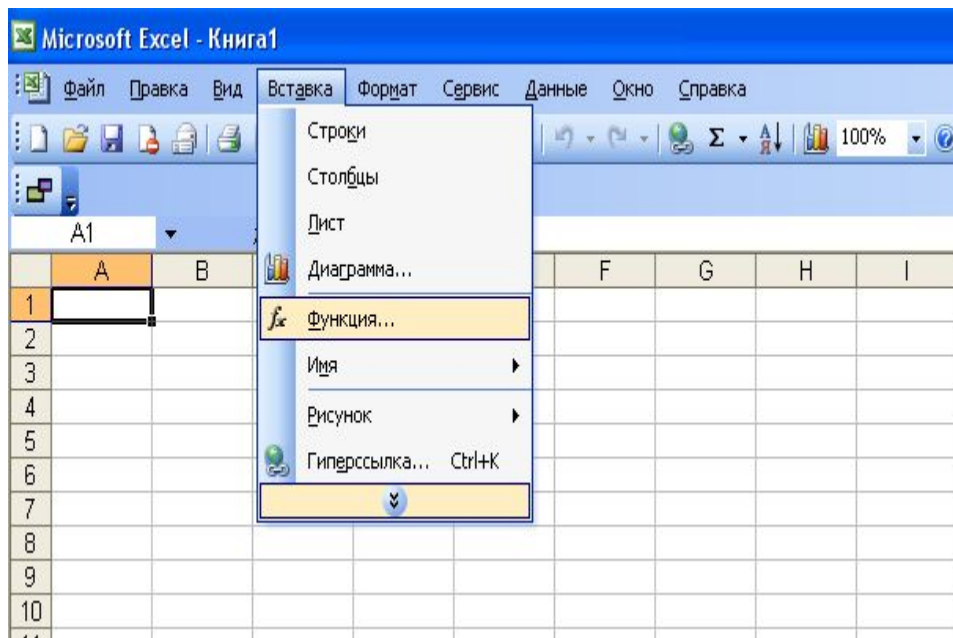 Microsoft Excel - Книга1
Файл Правка Вид Вставка Формат Сервис Данные Окно Справка
Σ А Я 100%
A1
Строки
Столбцы
Лист
Диаграмма...
fx Функция...
Имя
Рисунок
Гиперссылка... Ctrl+K
A B F G H I
1
2
3
4
5
6
7
8
9
10